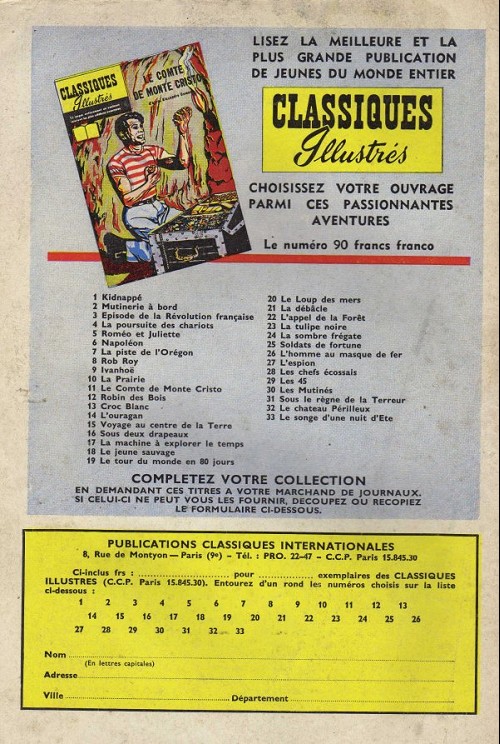 CLASSIQUES
Illustrés
LE COMTE
DE MONTE CRISTO
LISEZ LA MEILLEURE ET LA
PLUS GRANDE PUBLICATION
DE JEUNES DU MONDE ENTIER
CLASSIQUES
Illustrés
CHOISISSEZ VOTRE OUVRAGE
PARMI CES PASSIONNANTES
AVENTURES
Le numéro 90 francs franco
1 Kidnappé
2 Mutinerie à bord
3 Episode de la Révolution française
4 La poursuite des chariots
5 Roméo et Juliette
6 Napoléon
7 La piste de l'Orégon
8 Rob Roy
9 Ivanhoë
10 La Prairie
11 Le Comte de Monte Cristo
12 Robin des Bois
13 Croc Blanc
14 L'ouragan
15 Voyage au centre de la Terre
16 Sous deux drapeaux
17 La machine à explorer le temps
18 Le jeune sauvage
19 Le tour du monde en 80 jours
20 Le Loup des mers
21 La débâcle
22 L'appel de la Forêt
23 La tulipe noire
24 La sombre frégate
25 Soldats de fortune
26 L'homme au masque de fer
27 L'espion
28 Les chefs écossais
29 Les 45
30 Les Mutinés
31 Sous le règne de la Terreur
32 Le chateau Périlleux
33 Le songe d'une nuit d'Ete
COMPLETEZ VOTRE COLLECTION
EN DEMANDANT CES TITRES A VOTRE MARCHAND DE JOURNAUX.
SI CELUI-CI NE PEUT VOUS LES FOURNIR, DECOUPEZ OU RECOPIEZ
LE FORMULAIRE CI-DESSOUS.
PUBLICATIONS CLASSIQUES INTERNATIONALES
8, Rue de Montyon — Paris (9e) - Tél. : PRO. 22-47 - C.C.P. Paris 15.845.30
Ci-inclus frs : ........................ pour ............... exemplaires des CLASSIQUES
ILLUSTRES (C.C.P. Paris 15.845.30). Entourez d'un rond les numéros choisis sur la liste
ci-dessous :
1 2 3 4 5 6 7 8 9 10 11 12 13
14 15 16 17 18 19 20 21 22 23 24 25 26
27 28 29 30 31 32 33
Nom
(En lettres capitales)
Adresse
Ville Département